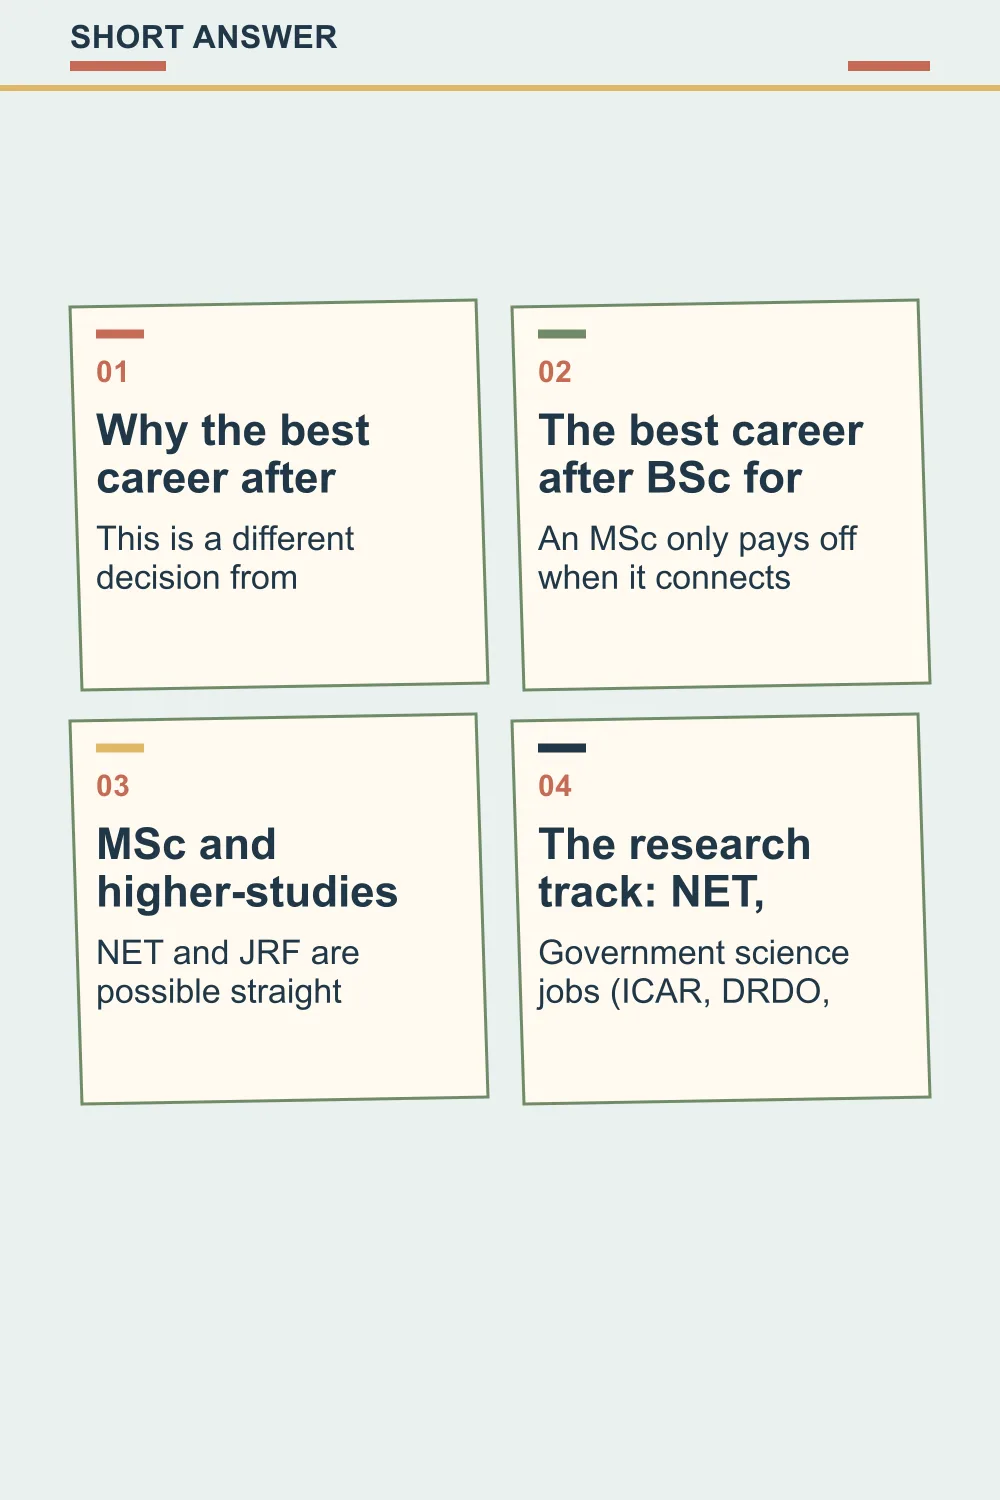 SHORT ANSWER
01
Why the best
career after
This is a different
decision from
02
The best career
after BSc for
An MSc only pays off
when it connects
03
MSc and
higher-studies
NET and JRF are
possible straight
04
The research
track: NET,
Government science
jobs (ICAR, DRDO,